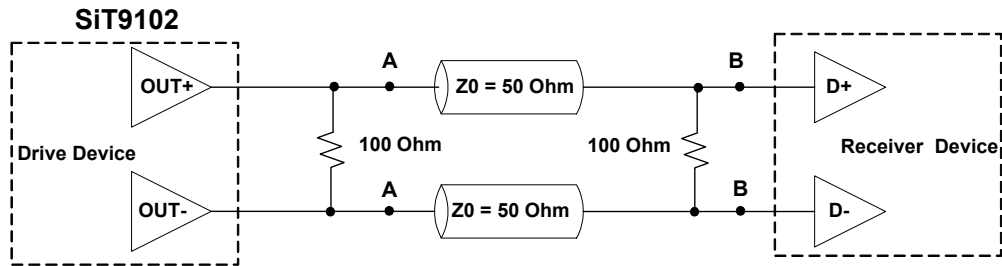 SiT9102
A
B
OUT+
Z0 = 50 Ohm
D+
Drive Device
100 Ohm
100 Ohm
Receiver Device
A
B
OUT-
Z0 = 50 Ohm
D-